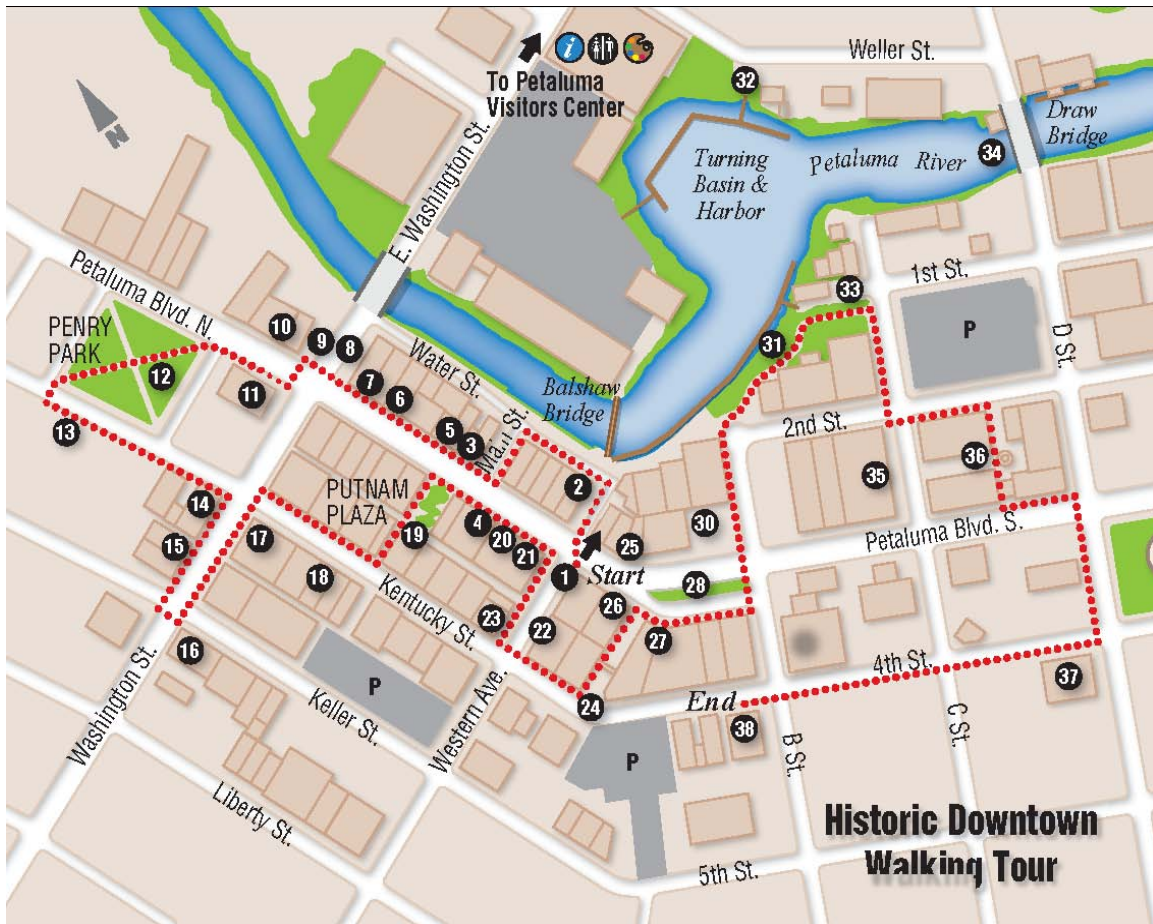 Weller St.
32
i
To Petaluma
Visitors Center
Draw
Bridge
N
E. Washington St.
Turning
Basin &
Harbor
Petaluma River
34
Petaluma Blvd. N.
1st St.
33
10
9
8
PENRY
PARK
12
11
7
6
Water St.
31
P
D St.
Balshaw
Bridge
5
3
Main St.
2nd St.
13
36
35
2
PUTNAM
PLAZA
14
15
17
19
4
20
21
30
25
Petaluma Blvd. S.
1
Start
28
18
Kentucky St.
23
22
26
27
16
P
24
4th St.
37
End
38
Washington St.
Keller St.
Western Ave.
P
B St.
C St.
Liberty St.
5th St.
Historic Downtown
Walking Tour